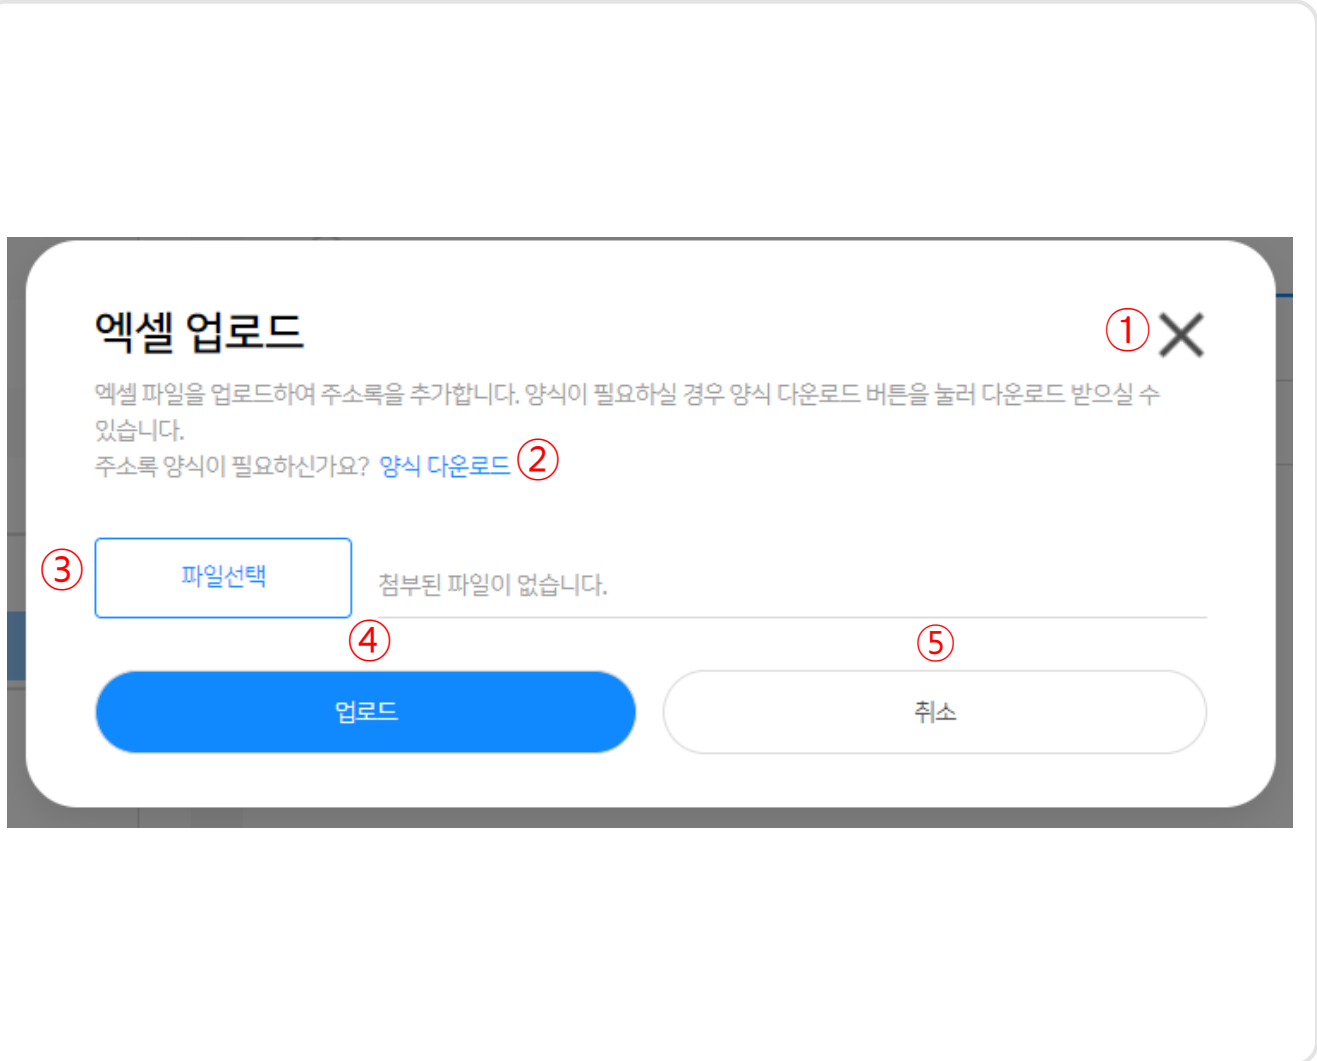 엑셀 업로드
①
엑셀 파일을 업로드하여 주소록을 추가합니다. 양식이 필요하실 경우 양식 다운로드 버튼을 눌러 다운로드 받으실 수
있습니다.
주소록 양식이 필요하신가요? 양식 다운로드 ②
③ 파일선택 첨부된 파일이 없습니다.
④ ⑤
업로드 취소